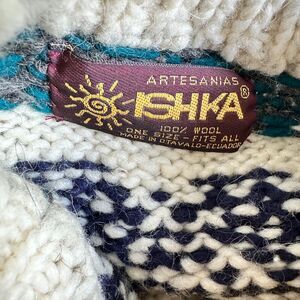 ARTESANIAS
ISHKA®
100% WOOL
ONE SIZE - FITS ALL
MADE IN OTAVALO-ECUADOR